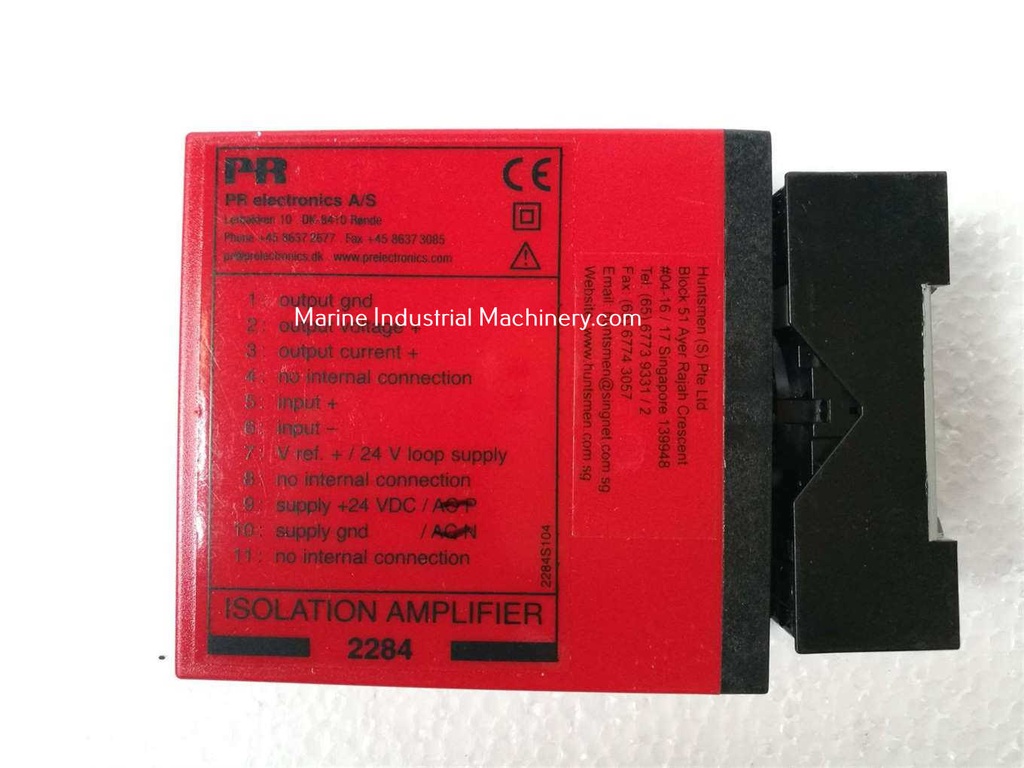 PR
CE
PR electronics A/S
Lerbakken 10 DK-8410 Rønde
Phone +45 8637 2677 Fax +45 8637 3085
pr@prelectronics.dk www.prelectronics.com
1: output gnd
Marine Industrial Machinery.com
2: output voltage +
3: output current +
4: no internal connection
5: input +
6: input –
7: V ref. + / 24 V loop supply
8: no internal connection
9: supply +24 VDC / AC P
10: supply gnd / AC N
11: no internal connection
2284S104
ISOLATION AMPLIFIER
2284
Huntsmen (S) Pte Ltd
Block 51 Ayer Rajah Crescent
#04-16 / 17 Singapore 139948
Tel: (65) 6773 9331 / 2
Fax: (65) 6774 3057
Email: huntsmen@singnet.com.sg
Website: www.huntsmen.com.sg